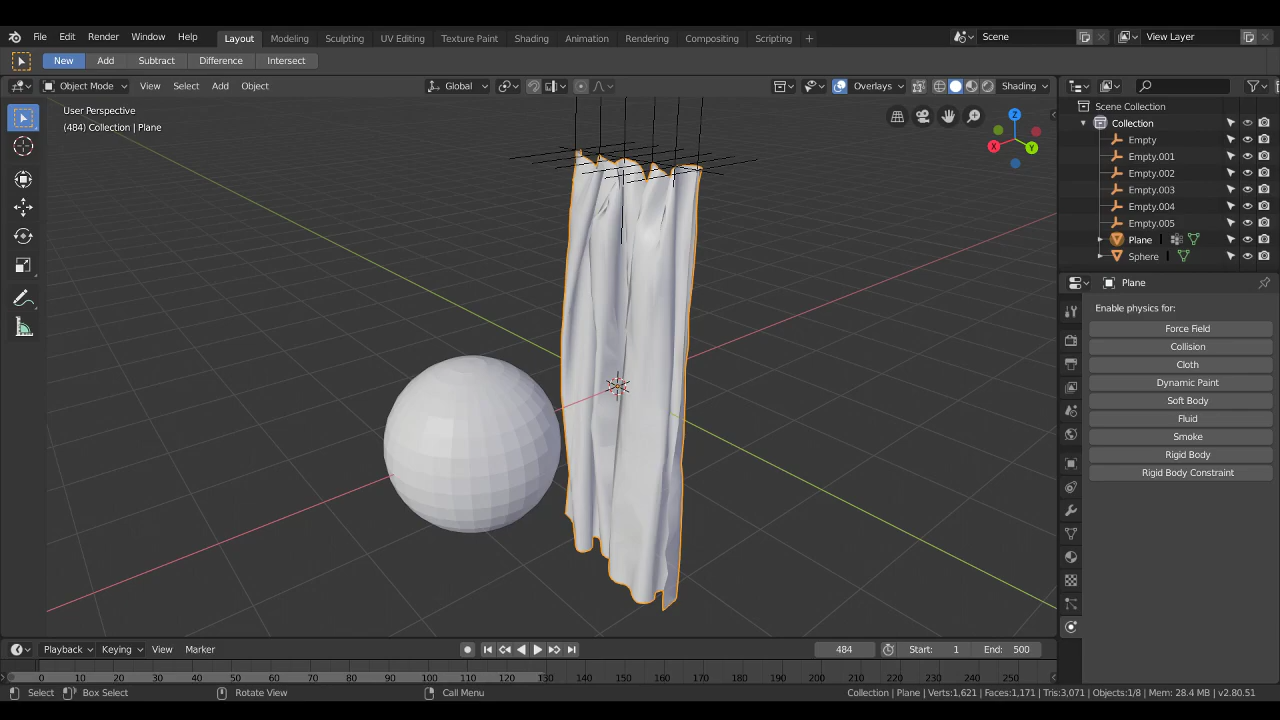 File Edit Render Window Help Layout Modeling Sculpting UV Editing Texture Paint Shading Animation Rendering Compositing Scripting + Scene View Layer
New Add Subtract Difference Intersect
Object Mode View Select Add Object Global Overlays Shading
User Perspective
(484) Collection | Plane
Z
X
Y
Scene Collection
Collection
Empty
Empty.001
Empty.002
Empty.003
Empty.004
Empty.005
Plane
Sphere
Plane
Enable physics for:
Force Field
Collision
Cloth
Dynamic Paint
Soft Body
Fluid
Smoke
Rigid Body
Rigid Body Constraint
Playback Keying View Marker 484 Start: 1 End: 500
0 10 20 30 40 50 60 70 80 90 100 110 120 130 140 150 160 170 180 190 200 210 220 230 240 250
Select Box Select Rotate View Call Menu Collection | Plane | Verts:1,621 | Faces:1,171 | Tris:3,071 | Objects:1/8 | Mem: 28.4 MB | v2.80.51